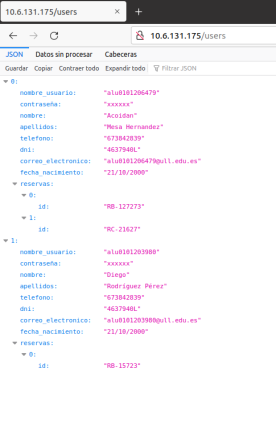 10.6.131.175/users
10.6.131.175/users
JSON Datos sin procesar Cabeceras
Guardar Copiar Contraer todo Expandir todo Filtrar JSON
0:
nombre_usuario: "alu0101206479"
contraseña: "xxxxxx"
nombre: "Acoidan"
apellidos: "Mesa Hernandez"
telefono: "673842839"
dni: "4637940L"
correo_electronico: "alu0101206479@ull.edu.es"
fecha_nacimiento: "21/10/2000"
reservas:
0:
id: "RB-127273"
1:
id: "RC-21627"
1:
nombre_usuario: "alu0101203980"
contraseña: "xxxxxx"
nombre: "Diego"
apellidos: "Rodríguez Pérez"
telefono: "673842839"
dni: "4637940L"
correo_electronico: "alu0101203980@ull.edu.es"
fecha_nacimiento: "21/10/2000"
reservas:
0:
id: "RB-15723"